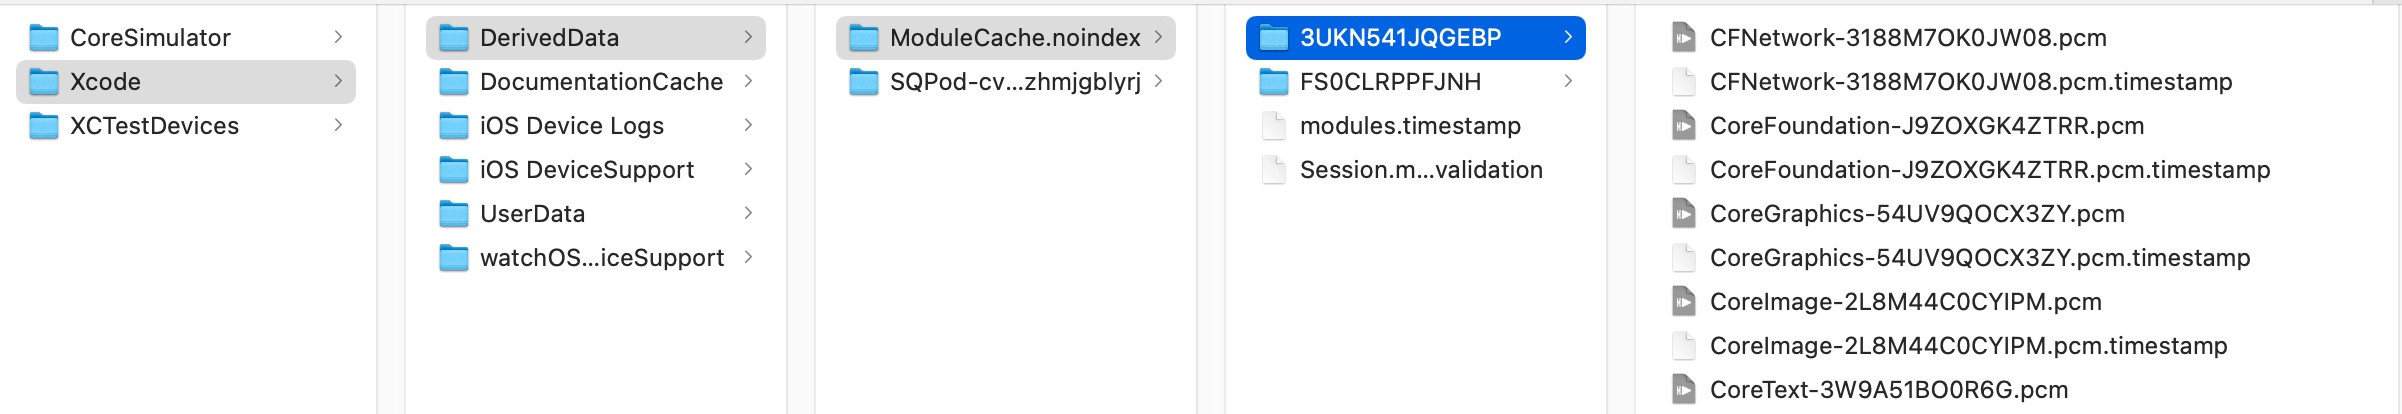 CoreSimulator
Xcode
XCTestDevices
DerivedData
DocumentationCache
iOS Device Logs
iOS DeviceSupport
UserData
watchOS...iceSupport
ModuleCache.noindex
SQPod-cv...zhmjgblyrj
3UKN541JQGEBP
FS0CLRPPFJNH
modules.timestamp
Session.m...validation
CFNetwork-3188M7OK0JW08.pcm
CFNetwork-3188M7OK0JW08.pcm.timestamp
CoreFoundation-J9ZOXGK4ZTRR.pcm
CoreFoundation-J9ZOXGK4ZTRR.pcm.timestamp
CoreGraphics-54UV9QOCX3ZY.pcm
CoreGraphics-54UV9QOCX3ZY.pcm.timestamp
CoreImage-2L8M44C0CYIPM.pcm
CoreImage-2L8M44C0CYIPM.pcm.timestamp
CoreText-3W9A51BO0R6G.pcm